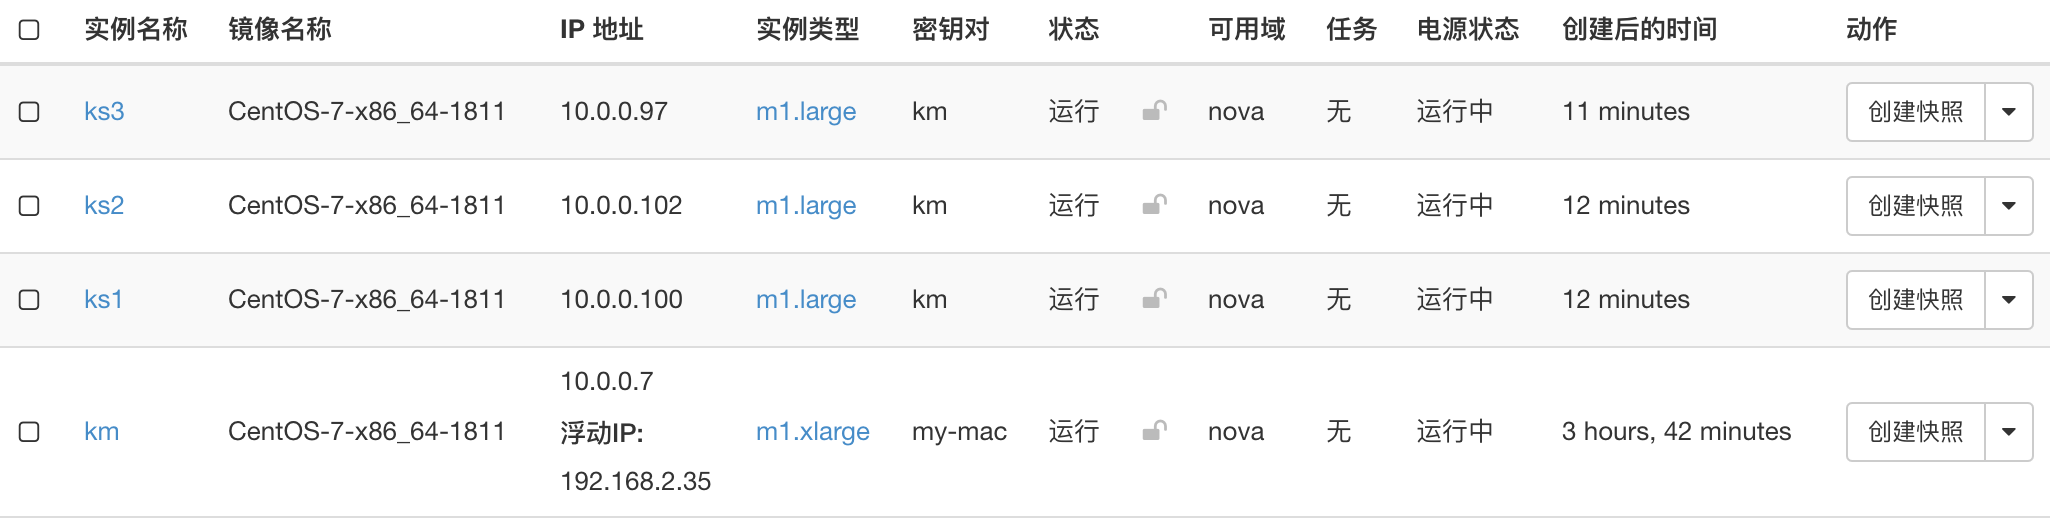 实例名称 镜像名称 IP 地址 实例类型 密钥对 状态 可用域 任务 电源状态 创建后的时间 动作
ks3 CentOS-7-x86_64-1811 10.0.0.97 m1.large km 运行 nova 无 运行中 11 minutes 创建快照
ks2 CentOS-7-x86_64-1811 10.0.0.102 m1.large km 运行 nova 无 运行中 12 minutes 创建快照
ks1 CentOS-7-x86_64-1811 10.0.0.100 m1.large km 运行 nova 无 运行中 12 minutes 创建快照
10.0.0.7
km CentOS-7-x86_64-1811 浮动IP: m1.xlarge my-mac 运行 nova 无 运行中 3 hours, 42 minutes 创建快照
192.168.2.35